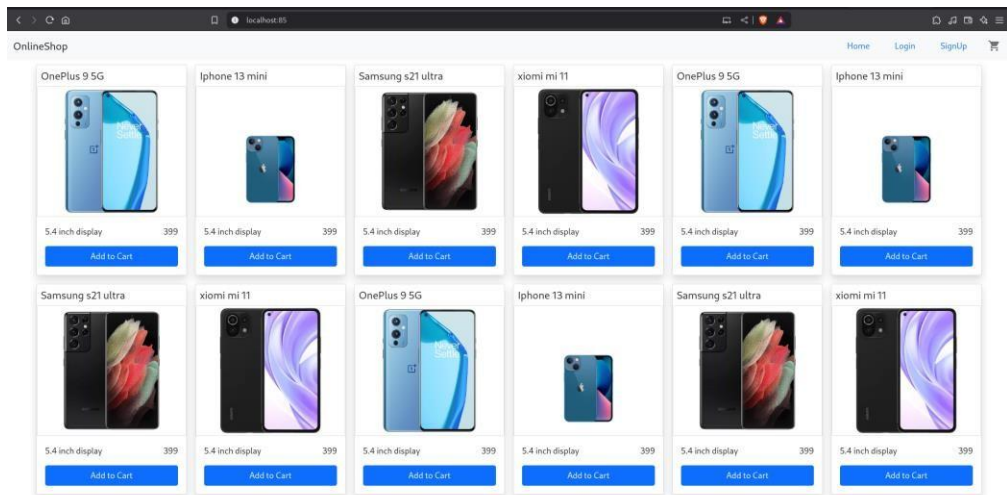 localhost:85
OnlineShop Home Login SignUp
OnePlus 9 5G Iphone 13 mini Samsung s21 ultra xiomi mi 11 OnePlus 9 5G Iphone 13 mini
Never Settle Never Settle
5.4 inch display 399 5.4 inch display 399 5.4 inch display 399 5.4 inch display 399 5.4 inch display 399 5.4 inch display 399
Add to Cart Add to Cart Add to Cart Add to Cart Add to Cart Add to Cart
Samsung s21 ultra xiomi mi 11 OnePlus 9 5G Iphone 13 mini Samsung s21 ultra xiomi mi 11
Never Settle
5.4 inch display 399 5.4 inch display 399 5.4 inch display 399 5.4 inch display 399 5.4 inch display 399 5.4 inch display 399
Add to Cart Add to Cart Add to Cart Add to Cart Add to Cart Add to Cart